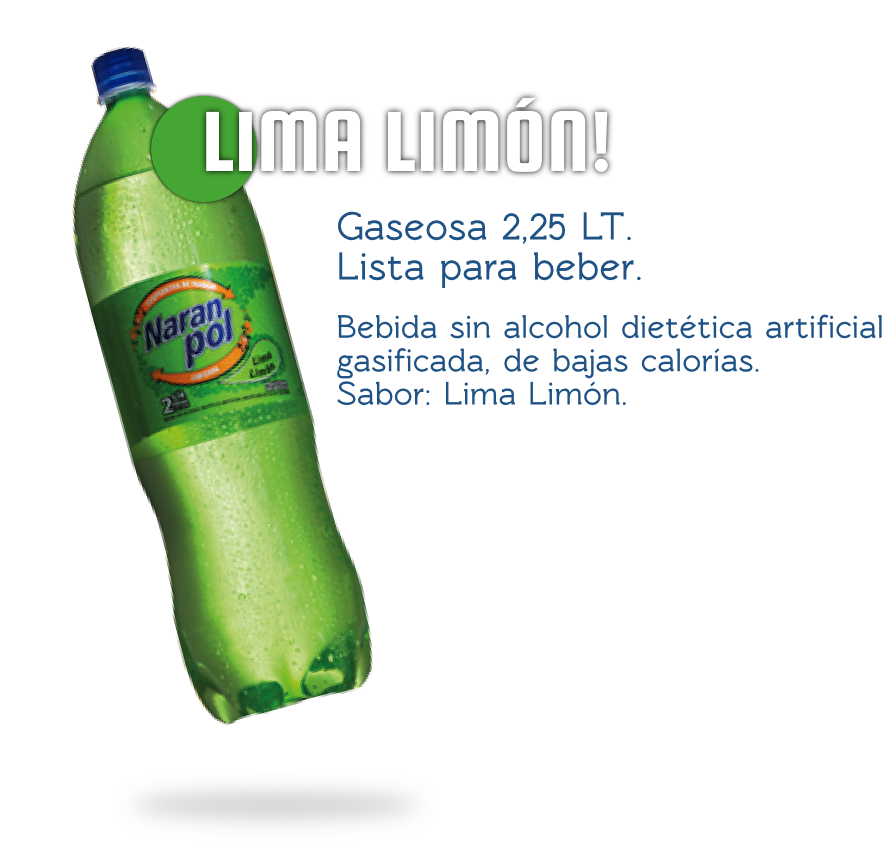 LIMA LIMÓN!
Gaseosa 2,25 LT.
Lista para beber.
Bebida sin alcohol dietética artificial
gasificada, de bajas calorías.
Sabor: Lima Limón.
Naran
pol
Lima
Limón